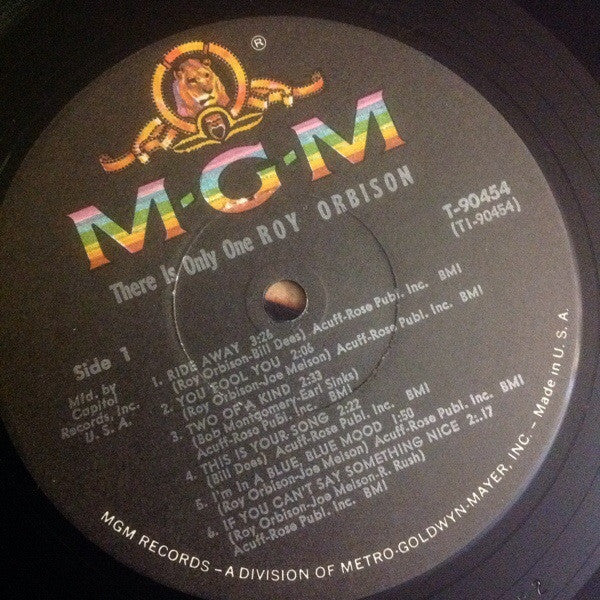 ®
M-G-M
There Is Only One ROY ORBISON
T-90454
(T1-90454)
Side 1
Mfd. by
Capitol
Records, Inc.
U. S. A.
1. RIDE AWAY 3:26
(Roy Orbison-Bill Dees) Acuff-Rose Publ. Inc. BMI
2. YOU FOOL YOU 2:06
(Roy Orbison-Joe Melson) Acuff-Rose Publ. Inc. BMI
3. TWO OF A KIND 2:33
(Bob Montgomery-Earl Sinks)
Acuff-Rose Publ. Inc. BMI
4. THIS IS YOUR SONG 2:22
(Bill Dees) Acuff-Rose Publ. Inc. BMI
5. I'm In A BLUE, BLUE MOOD 1:50
(Roy Orbison-Joe Melson) Acuff-Rose Publ. Inc. BMI
6. IF YOU CAN'T SAY SOMETHING NICE 2:.17
(Roy Orbison-Joe Melson-R. Rush)
Acuff-Rose Publ. Inc. BMI
MGM RECORDS – A DIVISION OF METRO-GOLDWYN-MAYER, INC. – Made in U. S. A.